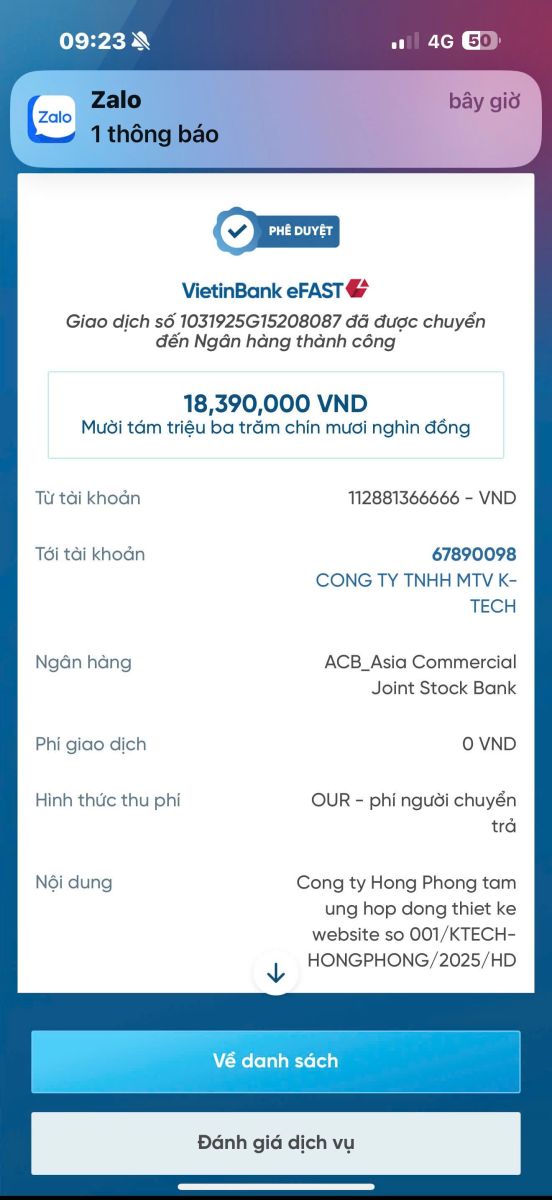 09:23
4G 50
Zalo
Zalo
bây giờ
1 thông báo
PHÊ DUYỆT
VietinBank eFAST
Giao dịch số 1031925G15208087 đã được chuyển
đến Ngân hàng thành công
18,390,000 VND
Mười tám triệu ba trăm chín mươi nghìn đồng
Từ tài khoản
112881366666 - VND
Tới tài khoản
67890098
CONG TY TNHH MTV K-
TECH
Ngân hàng
ACB_Asia Commercial
Joint Stock Bank
Phí giao dịch
0 VND
Hình thức thu phí
OUR - phí người chuyển
trả
Nội dung
Cong ty Hong Phong tam
ung hop dong thiet ke
website so 001/KTECH-
HONGPHONG/2025/HD
Về danh sách
Đánh giá dịch vụ